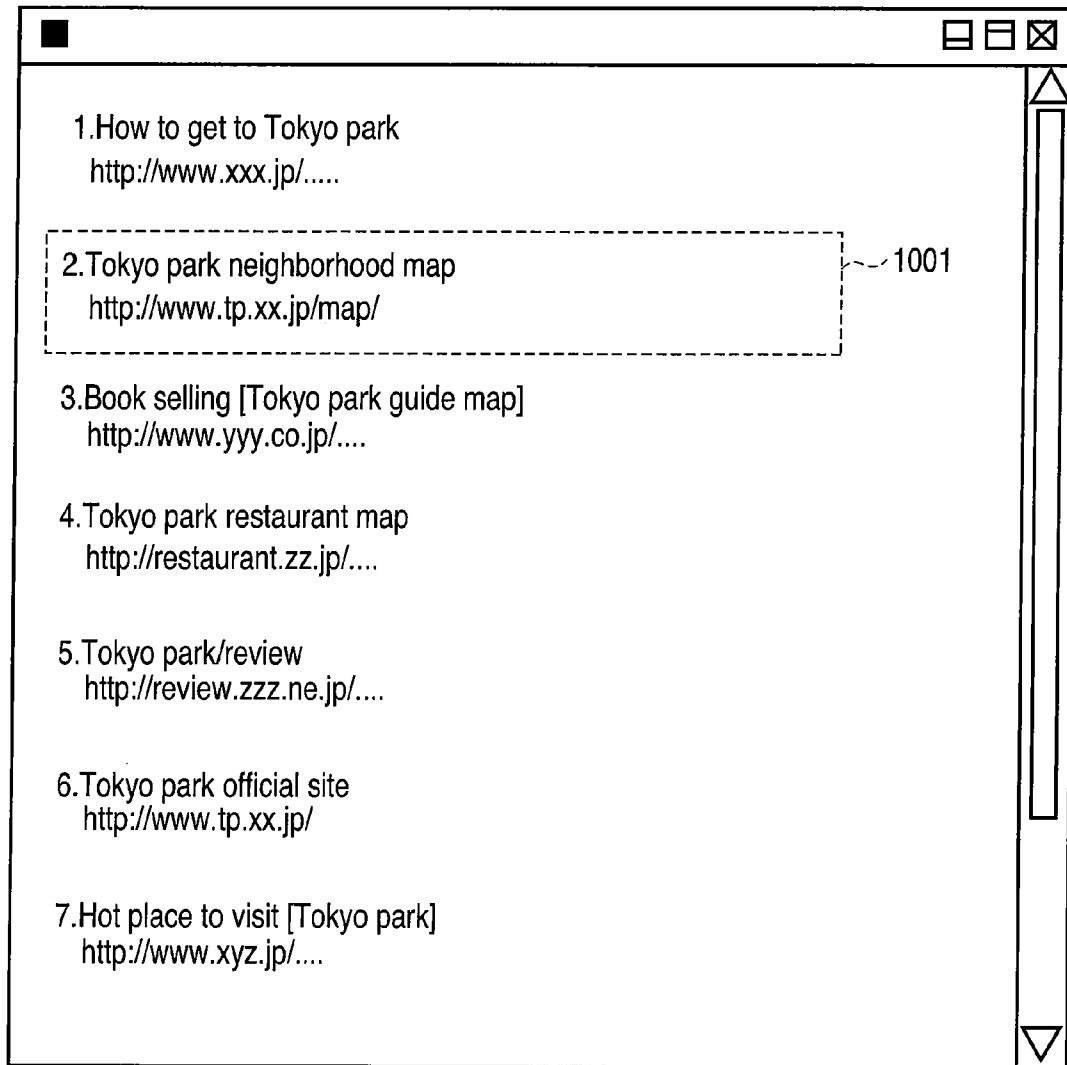 1.How to get to Tokyo park
http://www.xxx.jp/.....
2.Tokyo park neighborhood map
http://www.tp.xx.jp/map/
1001
3.Book selling [Tokyo park guide map]
http://www.yyy.co.jp/....
4.Tokyo park restaurant map
http://restaurant.zz.jp/....
5.Tokyo park/review
http://review.zzz.ne.jp/....
6.Tokyo park official site
http://www.tp.xx.jp/
7.Hot place to visit [Tokyo park]
http://www.xyz.jp/....